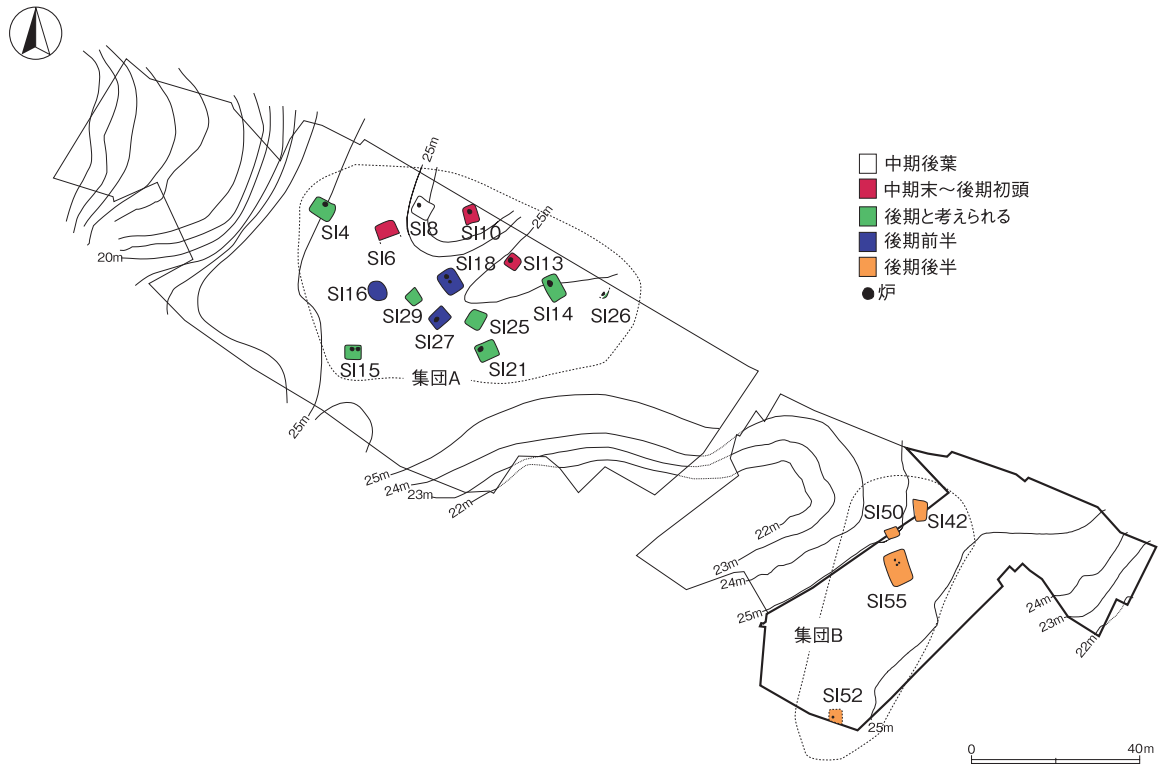 中期後葉
中期末～後期初頭
後期と考えられる
後期前半
後期後半
炉
25m
20m
SI4
SI8
SI10
25m
SI6
SI18
SI13
SI16
SI29
SI14
SI26
SI27
SI25
SI15
SI21
集団A
25m
25m
24m
23m
22m
SI50
SI42
22m
23m
24m
SI55
25m
24m
23m
22m
集団B
SI52
25m
0
40m